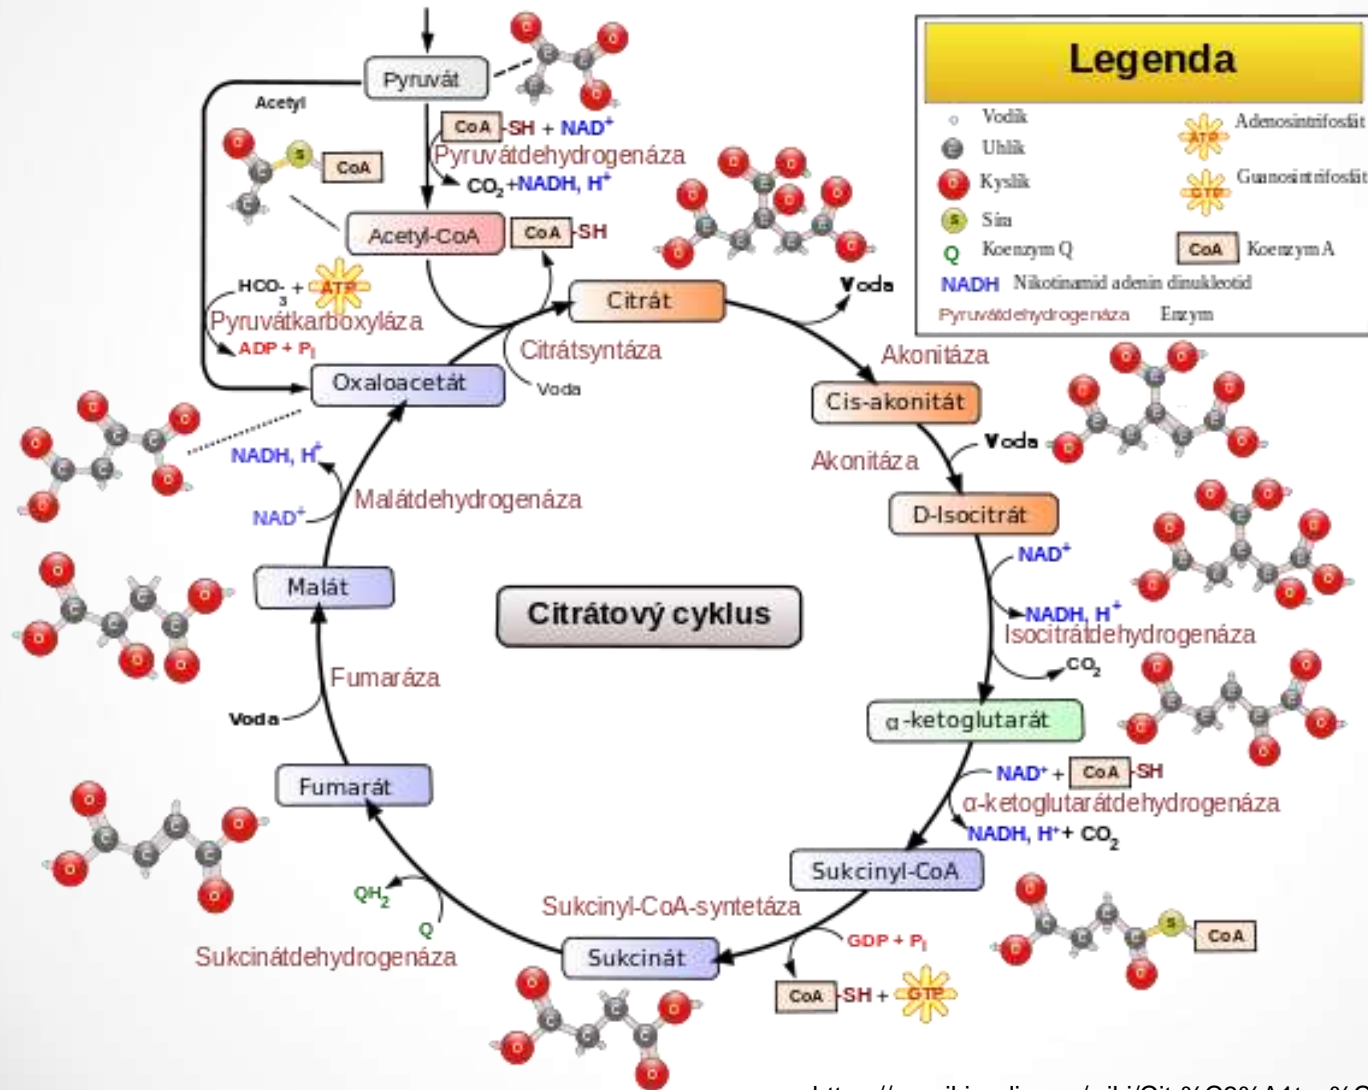 Pyruvát
Acetyl
CoA -SH + NAD+
Pyruvátdehydrogenáza
CO2+NADH, H+
S CoA
Acetyl-CoA
CoA -SH
HCO3- + ATP
Pyruvátkarboxyláza
ADP + Pi
Citrát
Voda
Citrátsyntáza
Voda
Oxaloacetát
Akonitáza
Cis-akonitát
Voda
Akonitáza
D-Isocitrát
NAD+
NADH, H+
Isocitrátdehydrogenáza
CO2
α-ketoglutarát
NAD+ + CoA -SH
α-ketoglutarátdehydrogenáza
NADH, H+ + CO2
Sukcinyl-CoA
S CoA
Sukcinyl-CoA-syntetáza
GDP + Pi
CoA -SH + GTP
Sukcinát
Sukcinátdehydrogenáza
Q
QH2
Fumarát
Voda
Fumaráza
Malát
Malátdehydrogenáza
NAD+
NADH, H+
Citrátový cyklus
Legenda
Vodík
Uhlík
Kyslík
S Síra
Q Koenzym Q
ATP Adenosintrifosfát
GTP Guanosintrifosfát
CoA Koenzym A
NADH Nikotinamid adenin dinukleotid
Pyruvátdehydrogenáza Enzym